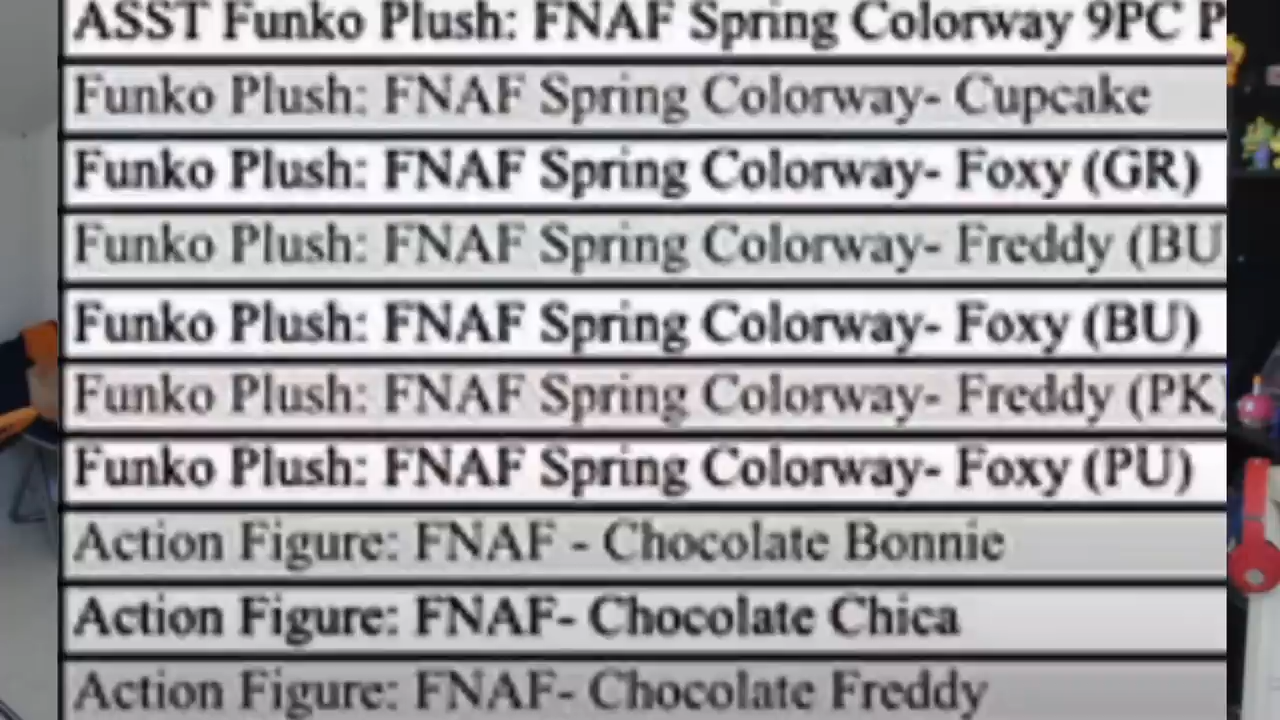 ASST Funko Plush: FNAF Spring Colorway 9PC P
Funko Plush: FNAF Spring Colorway- Cupcake
Funko Plush: FNAF Spring Colorway- Foxy (GR)
Funko Plush: FNAF Spring Colorway- Freddy (BU
Funko Plush: FNAF Spring Colorway- Foxy (BU)
Funko Plush: FNAF Spring Colorway- Freddy (PK)
Funko Plush: FNAF Spring Colorway- Foxy (PU)
Action Figure: FNAF - Chocolate Bonnie
Action Figure: FNAF- Chocolate Chica
Action Figure: FNAF- Chocolate Freddy